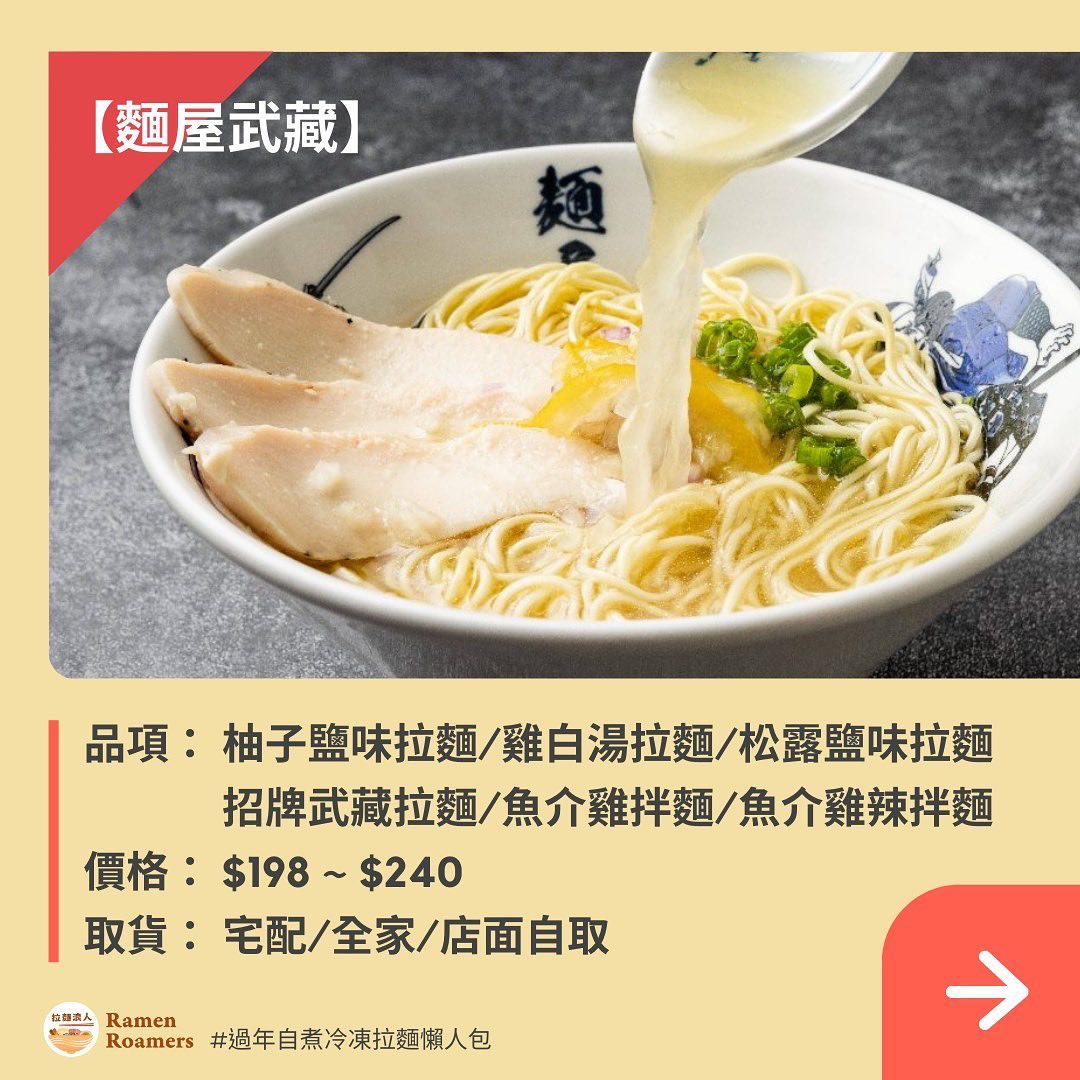 【麵屋武藏】
麵
品項： 柚子鹽味拉麵/雞白湯拉麵/松露鹽味拉麵
招牌武藏拉麵/魚介雞拌麵/魚介雞辣拌麵
價格： $198 ~ $240
取貨： 宅配/全家/店面自取
拉麵浪人
Ramen
Roamers
#過年自煮冷凍拉麵懶人包